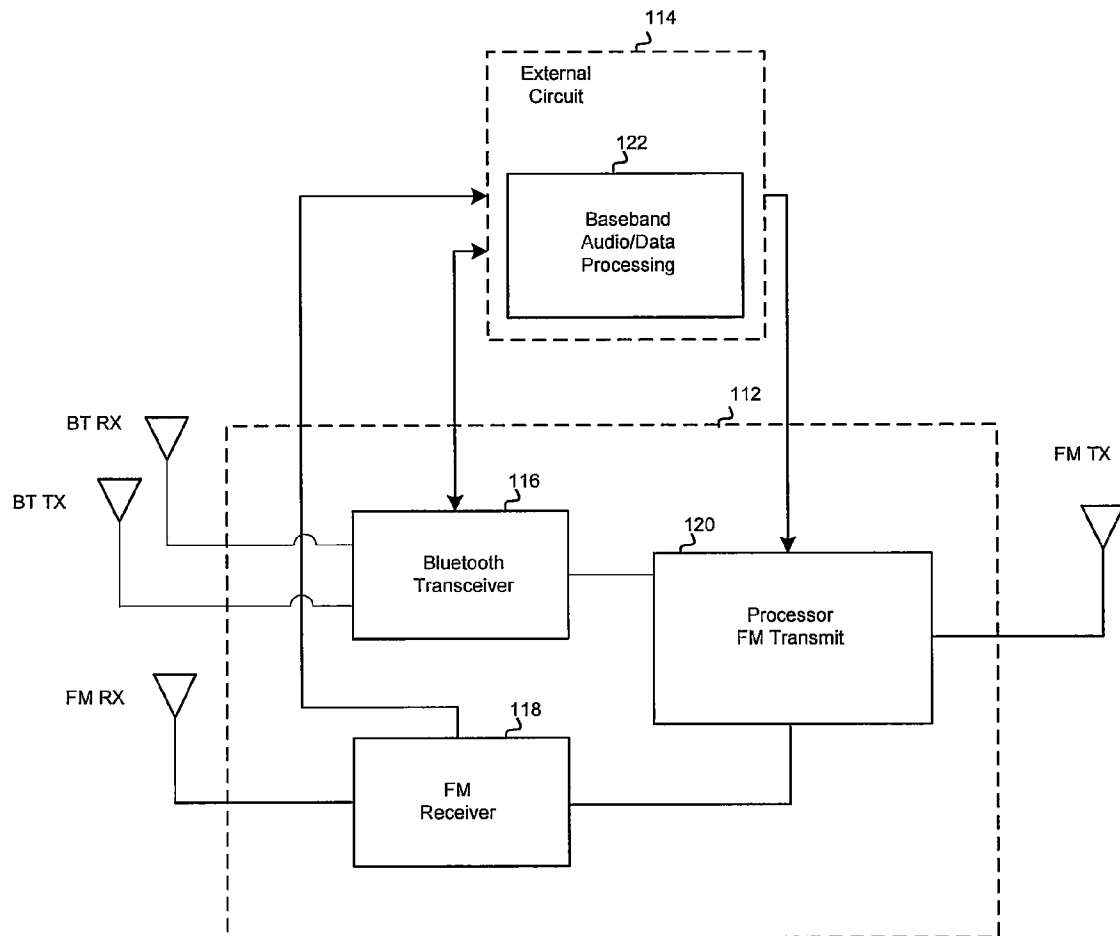 114
External
Circuit
122
Baseband
Audio/Data
Processing
112
BT RX
FM TX
BT TX
116
120
Bluetooth
Transceiver
Processor
FM Transmit
FM RX
118
FM
Receiver